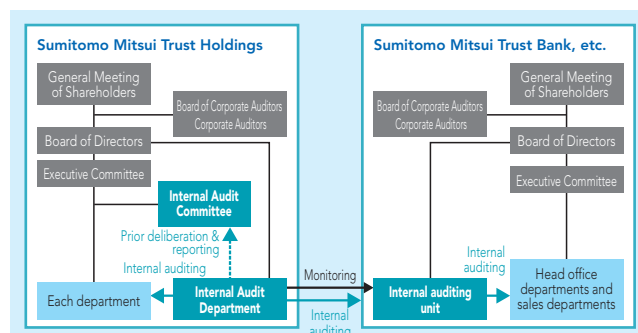 Sumitomo Mitsui Trust Holdings
General Meeting
of Shareholders
Board of Corporate Auditors
Corporate Auditors
Board of Directors
Executive Committee
Internal Audit
Committee
Prior deliberation &
reporting
Internal auditing
Each department
Internal Audit
Department
Monitoring
Internal
auditing
Sumitomo Mitsui Trust Bank, etc.
General Meeting
of Shareholders
Board of Corporate Auditors
Corporate Auditors
Board of Directors
Executive Committee
Internal
auditing
Internal auditing
unit
Head office
departments and
sales departments